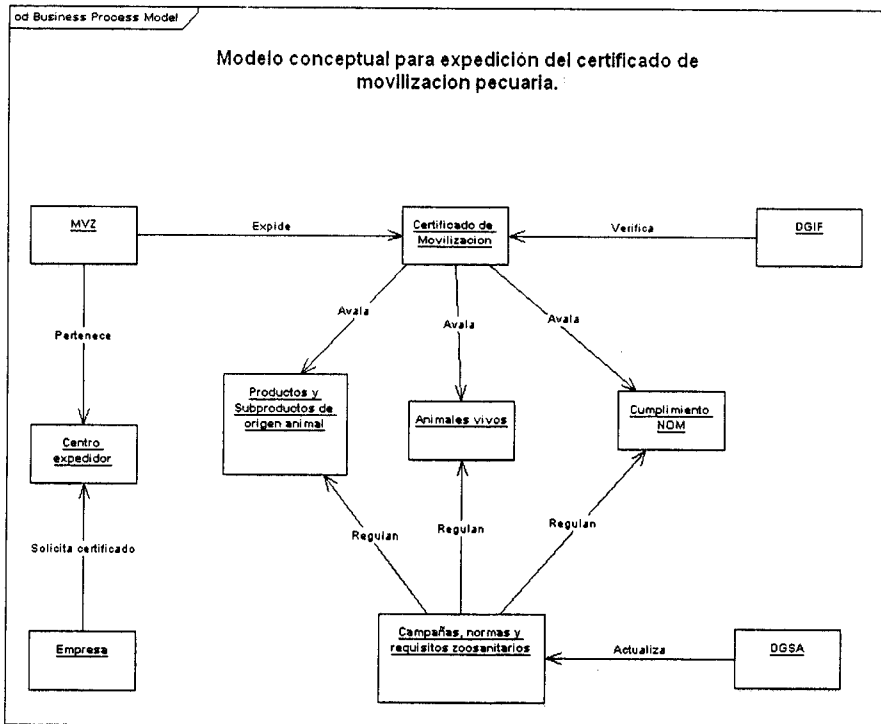 od Business Process Model
Modelo conceptual para expedición del certificado de
movilizacion pecuaria.
MVZ
Expide
Certificado de
Movilizacion
Verifica
DGIF
Pertenece
Avala
Avala
Avala
Productos y
Subproductos de
origen animal
Animales vivos
Cumplimiento
NOM
Centro
expedidor
Regulan
Regulan
Regulan
Solicita certificado
Empresa
Campañas, normas y
requisitos zoosanitarios
Actualiza
DGSA